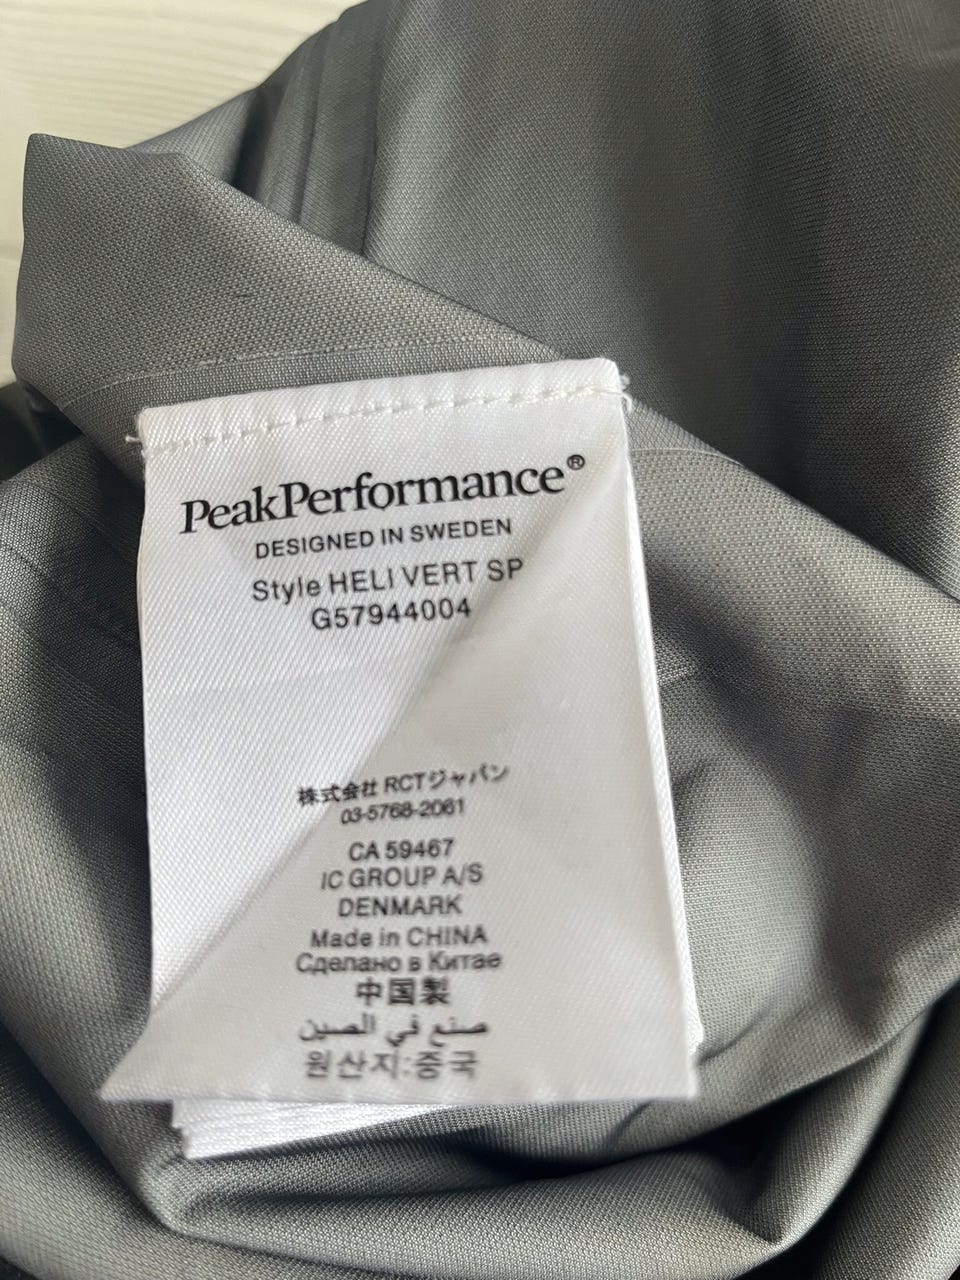 PeakPerformance®
DESIGNED IN SWEDEN
Style HELI VERT SP
G57944004
株式会社 RCTジャパン
03-5768-2061
CA 59467
IC GROUP A/S
DENMARK
Made in CHINA
Сделано в Китае
中国製
صنع في الصين
원산지:중국